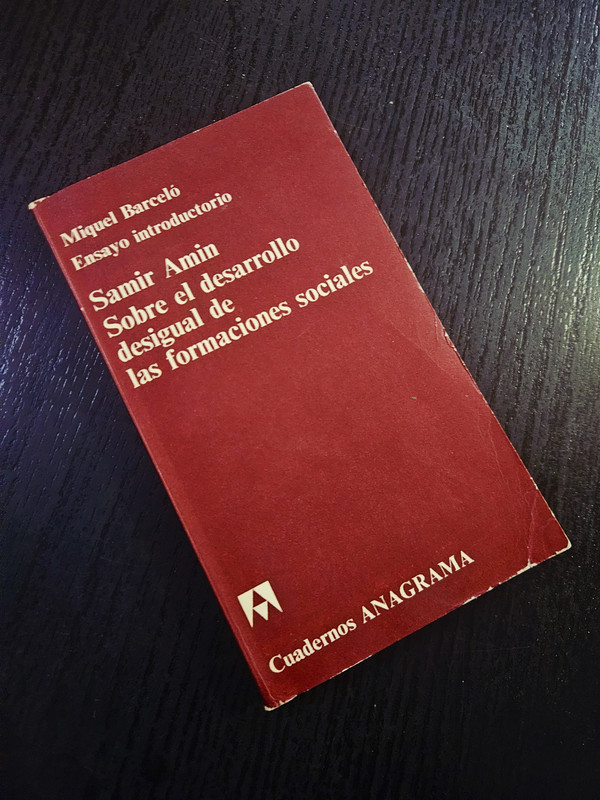 Miquel Barceló
Ensayo introductorio
Samir Amin
Sobre el desarrollo
desigual de
las formaciones sociales
Cuadernos ANAGRAMA